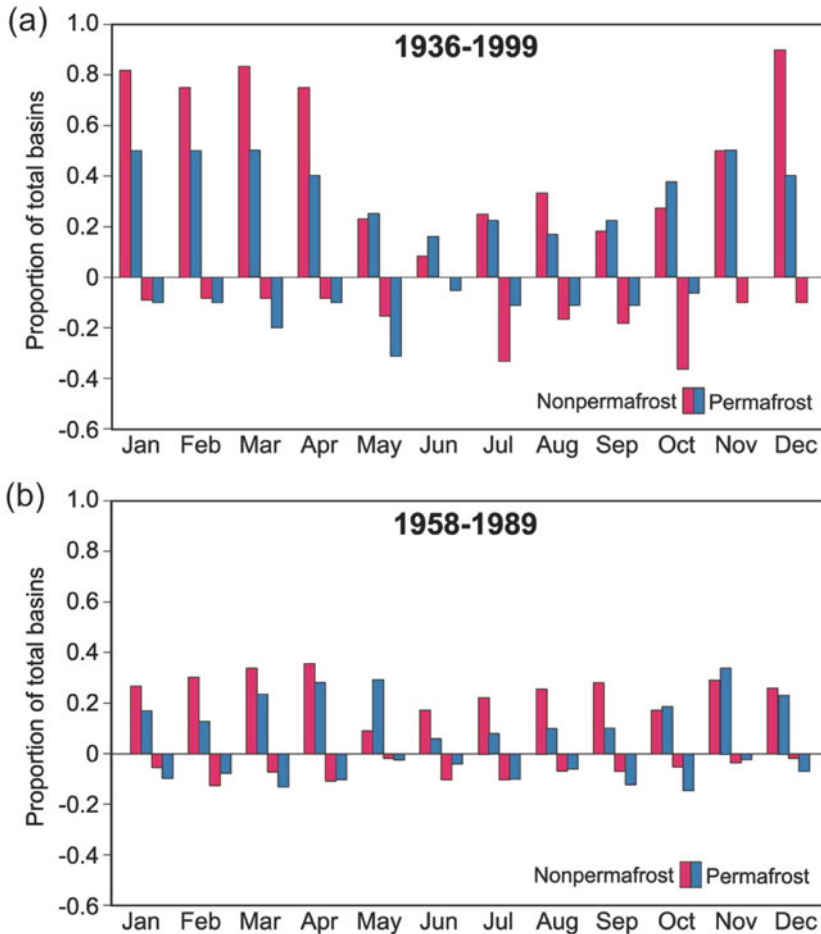 (a)
1936-1999
Proportion of total basins
1.0
0.8
0.6
0.4
0.2
0
-0.2
-0.4
-0.6
Nonpermafrost Permafrost
Jan Feb Mar Apr May Jun Jul Aug Sep Oct Nov Dec
(b)
1958-1989
Proportion of total basins
1.0
0.8
0.6
0.4
0.2
0
-0.2
-0.4
-0.6
Nonpermafrost Permafrost
Jan Feb Mar Apr May Jun Jul Aug Sep Oct Nov Dec